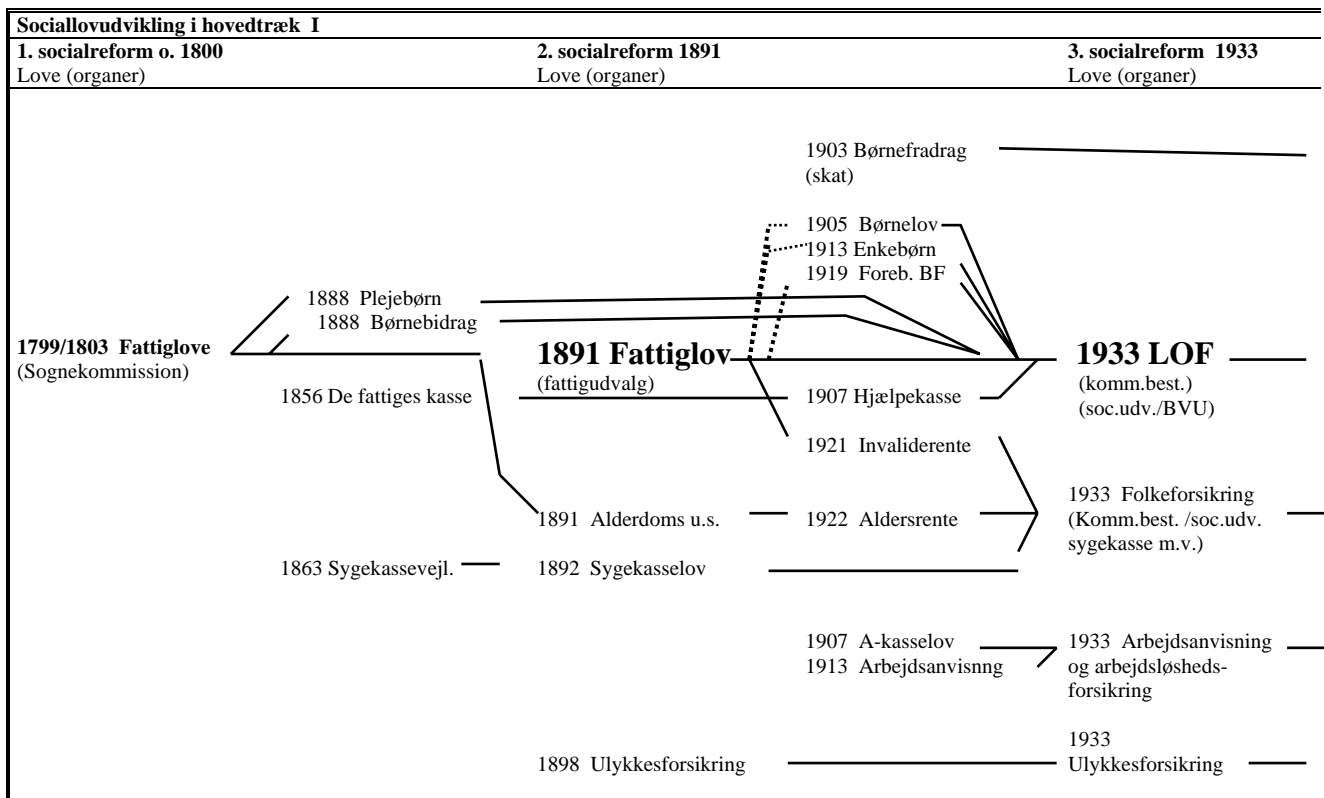 Sociallovudvikling i hovedtræk I
1. socialreform o. 1800
Love (organer)
2. socialreform 1891
Love (organer)
3. socialreform 1933
Love (organer)
1903 Børnefradrag
(skat)
1905 Børnelov
1913 Enkebørn
1919 Foreb. BF
1888 Plejebørn
1888 Børnebidrag
1799/1803 Fattiglove
(Sognekommission)
1891 Fattiglov
(fattigudvalg)
1933 LOF
(komm.best.)
(soc.udv./BVU)
1856 De fattiges kasse
1907 Hjælpekasse
1921 Invaliderente
1891 Alderdoms u.s.
1922 Aldersrente
1933 Folkeforsikring
(Komm.best. /soc.udv.
sygekasse m.v.)
1863 Sygekassevejl.
1892 Sygekasselov
1907 A-kasselov
1913 Arbejdsanvisnng
1933 Arbejdsanvisning
og arbejdsløsheds-
forsikring
1898 Ulykkesforsikring
1933
Ulykkesforsikring